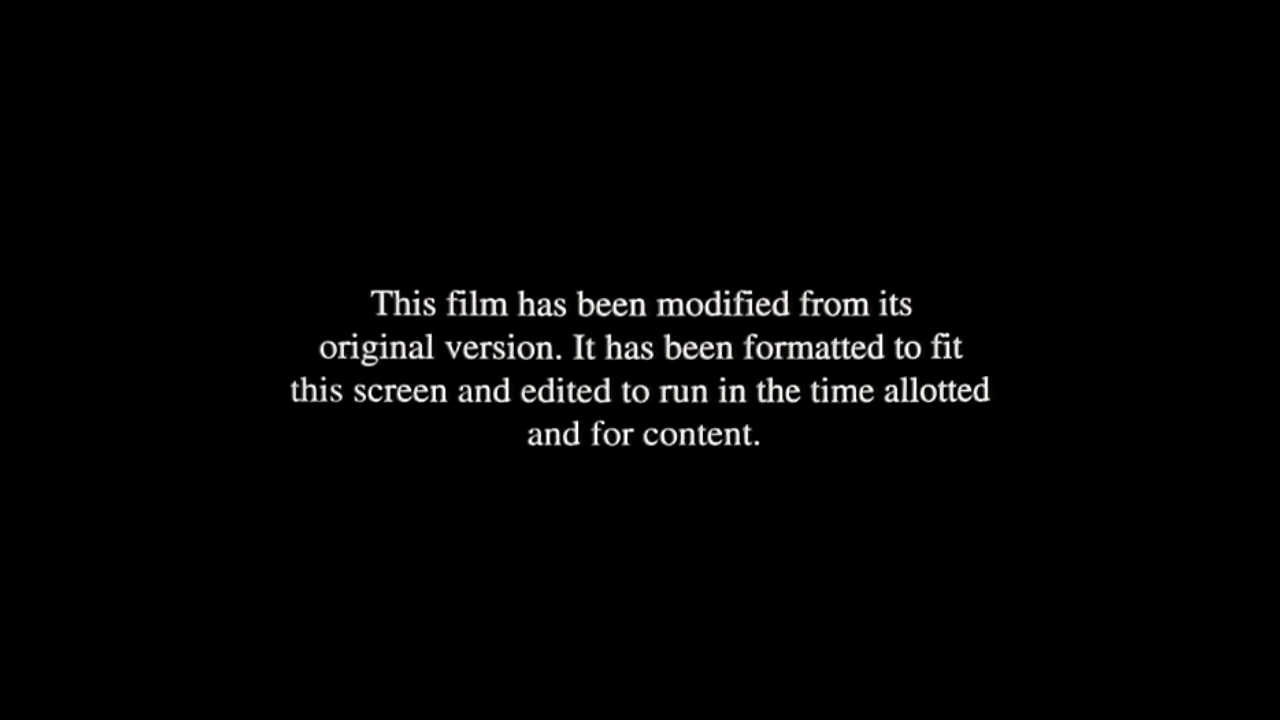 This film has been modified from its
original version. It has been formatted to fit
this screen and edited to run in the time allotted
and for content.